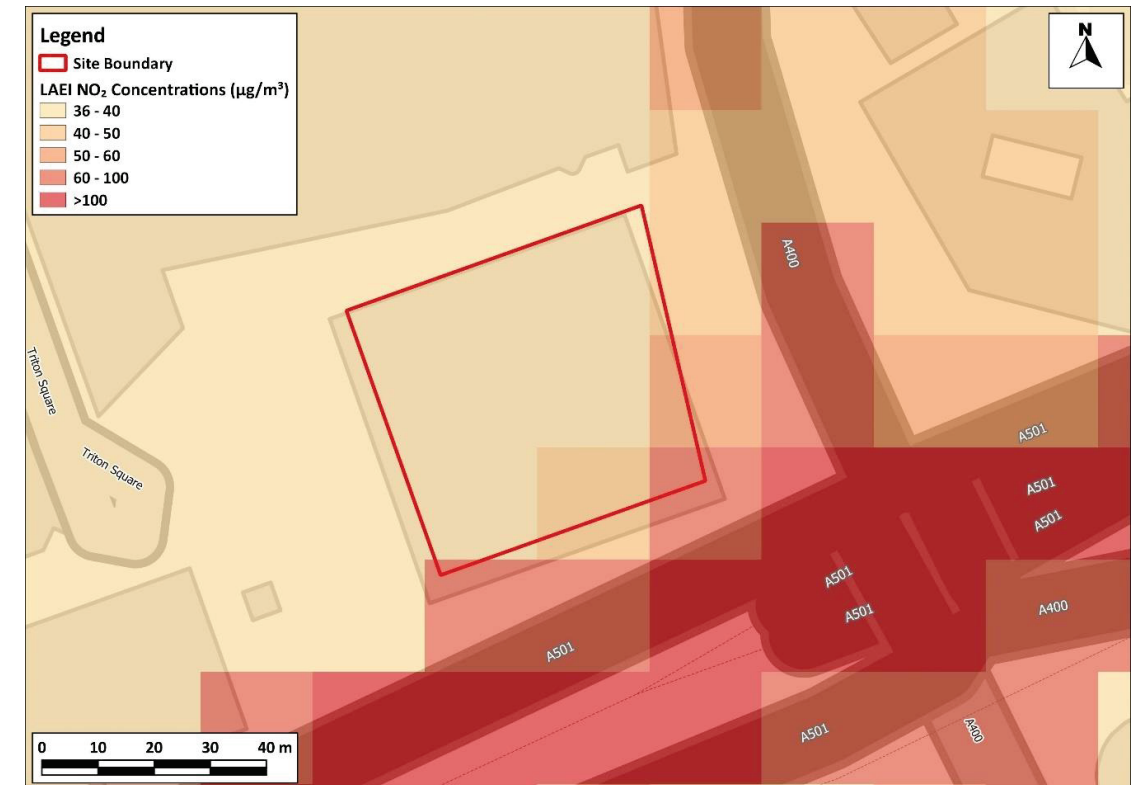 Legend
Site Boundary
LAEI NO₂ Concentrations (µg/m³)
36 - 40
40 - 50
50 - 60
60 - 100
>100
N
A400
Triton Square
Triton Square
A501
A501
A501
A501
A501
A400
A501
A501
A400
0 10 20 30 40 m